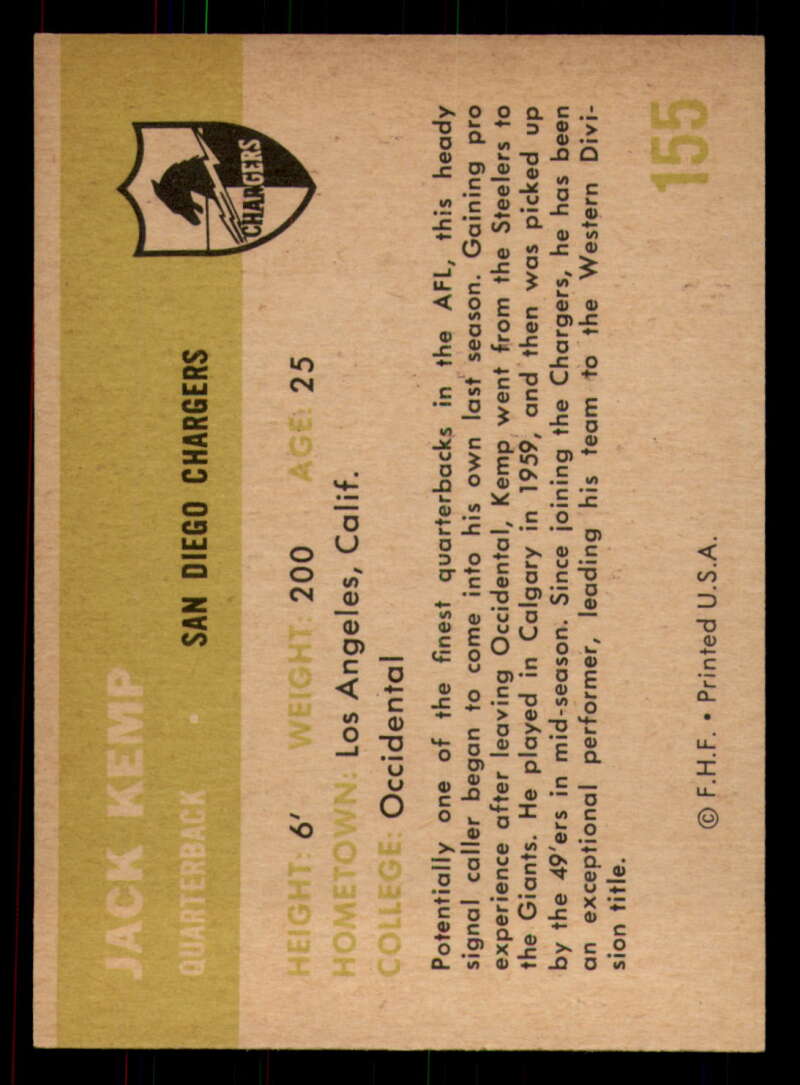 JACK KEMP
QUARTERBACK • SAN DIEGO CHARGERS
CHARGERS
HEIGHT: 6' WEIGHT: 200 AGE: 25
HOMETOWN: Los Angeles, Calif.
COLLEGE: Occidental
Potentially one of the finest quarterbacks in the AFL, this heady
signal caller began to come into his own last season. Gaining pro
experience after leaving Occidental, Kemp went from the Steelers to
the Giants. He played in Calgary in 1959, and then was picked up
by the 49'ers in mid-season. Since joining the Chargers, he has been
an exceptional performer, leading his team to the Western Divi-
sion title.
© F.H.F. • Printed U.S.A.
155